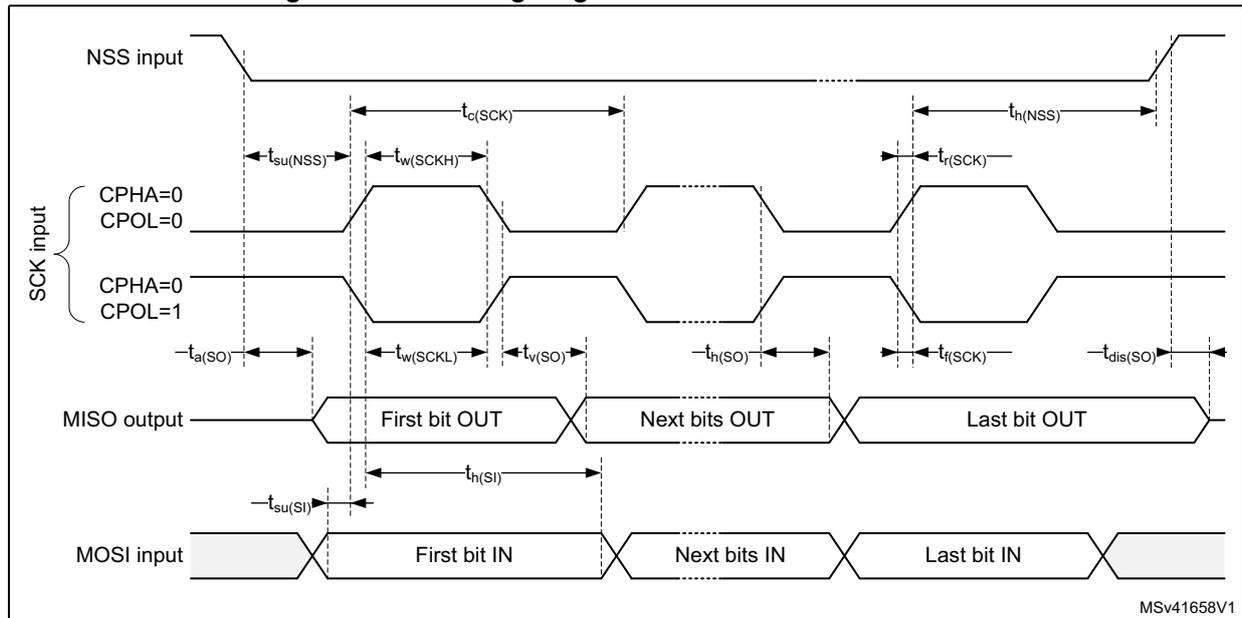 NSS input
tc(SCK)
th(NSS)
tsu(NSS)
tw(SCKH)
tr(SCK)
CPHA=0
CPOL=0
SCK input
CPHA=0
CPOL=1
ta(SO)
tw(SCKL)
tv(SO)
th(SO)
tf(SCK)
tdis(SO)
MISO output
First bit OUT
Next bits OUT
Last bit OUT
th(SI)
tsu(SI)
MOSI input
First bit IN
Next bits IN
Last bit IN
MSv41658V1